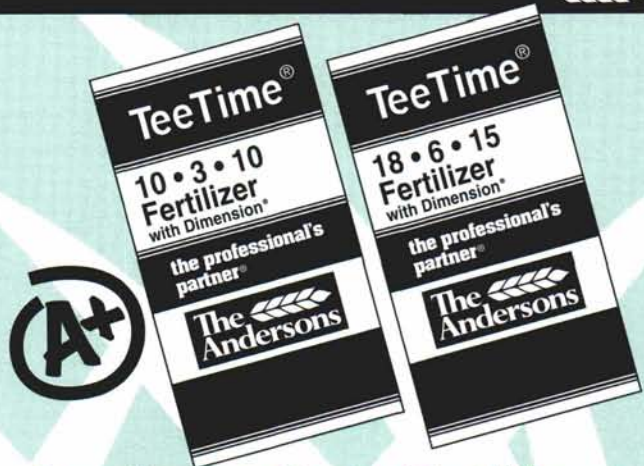 TeeTime®
10 • 3 • 10
Fertilizer
with Dimension®
the professional's
partner®
The
Andersons
TeeTime®
18 • 6 • 15
Fertilizer
with Dimension®
the professional's
partner®
The
Andersons
A+